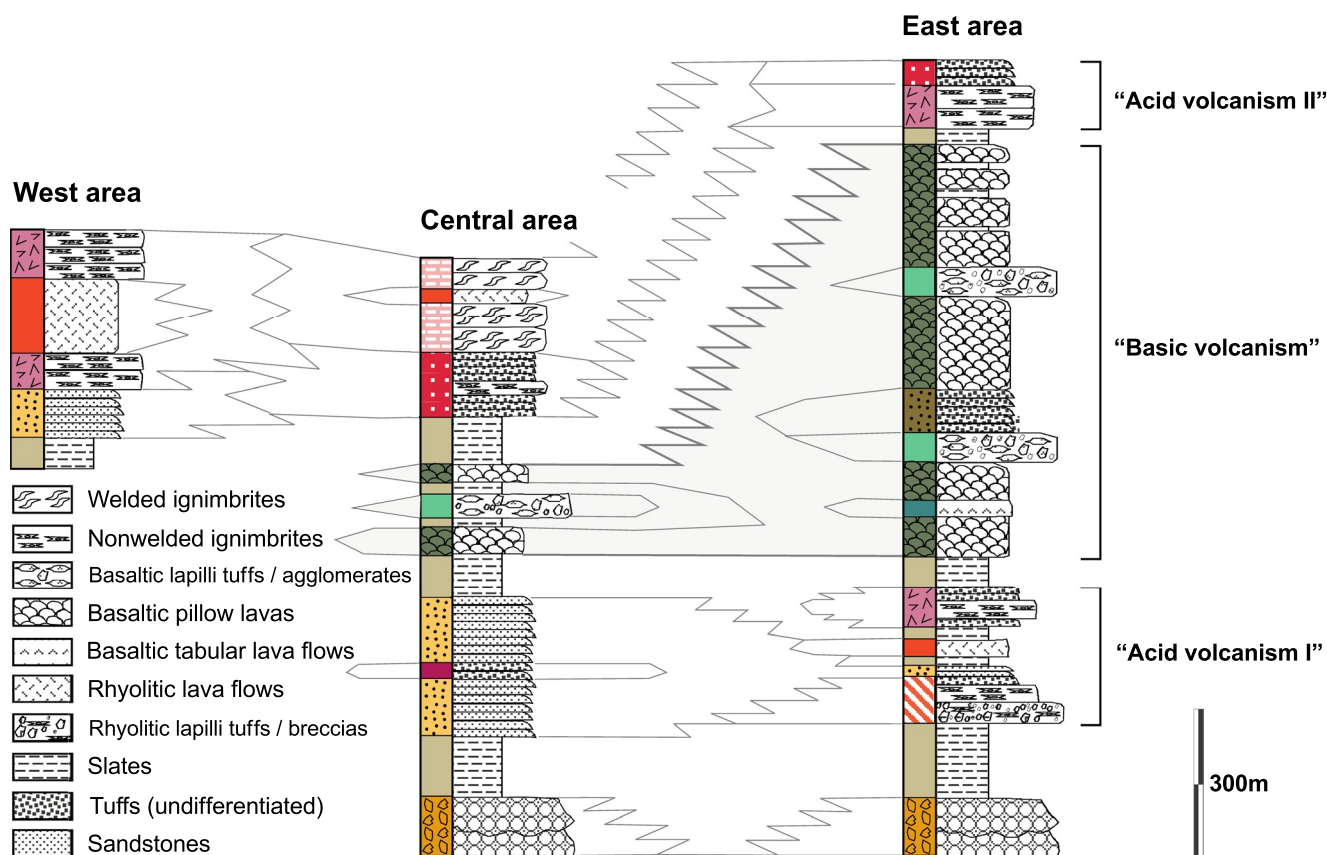 East area
“Acid volcanism II”
West area
Central area
“Basic volcanism”
Welded ignimbrites
Nonwelded ignimbrites
Basaltic lapilli tuffs / agglomerates
Basaltic pillow lavas
Basaltic tabular lava flows
Rhyolitic lava flows
Rhyolitic lapilli tuffs / breccias
Slates
Tuffs (undifferentiated)
Sandstones
“Acid volcanism I”
300m